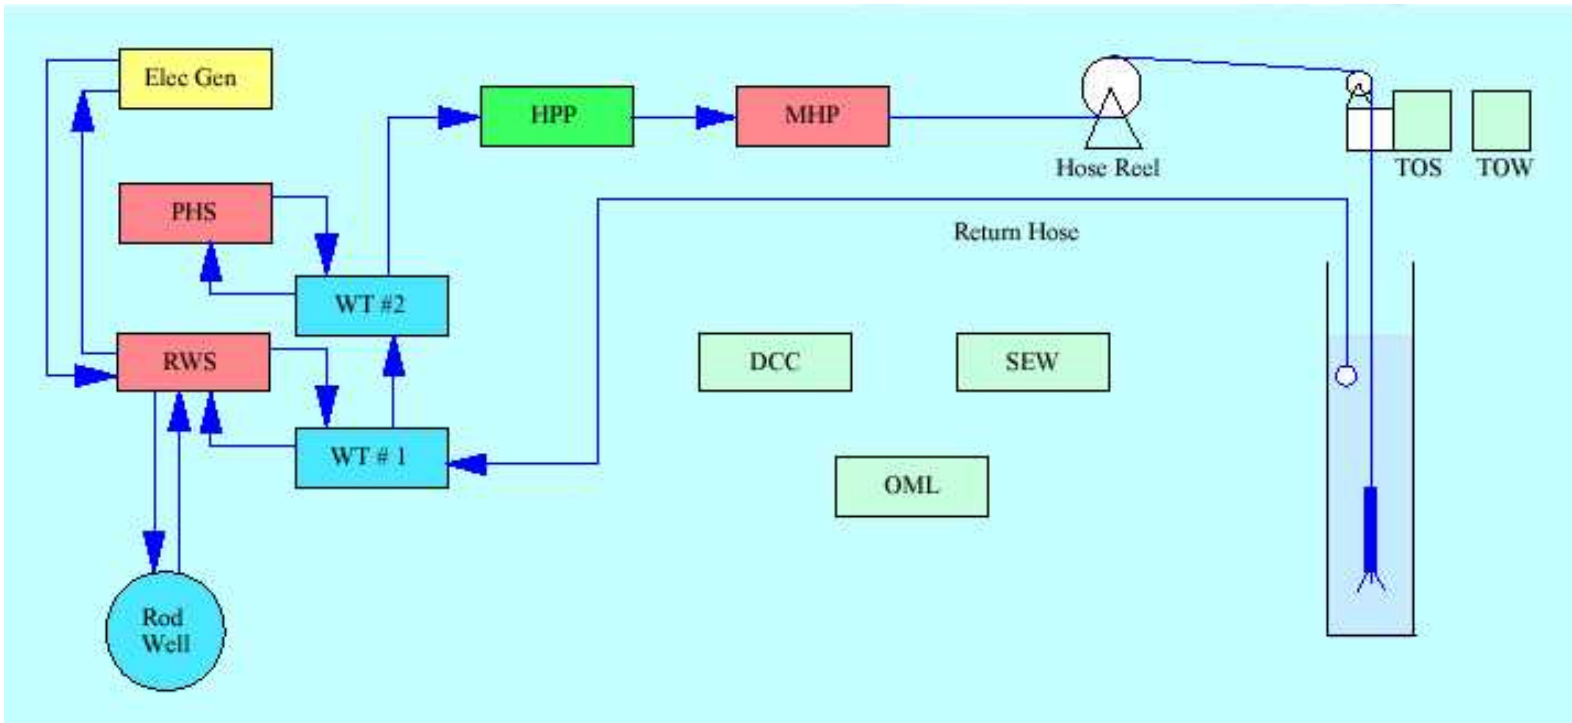 Elec Gen
HPP
MHP
Hose Reel
TOS
TOW
PHS
Return Hose
WT #2
RWS
DCC
SEW
WT # 1
OML
Rod
Well